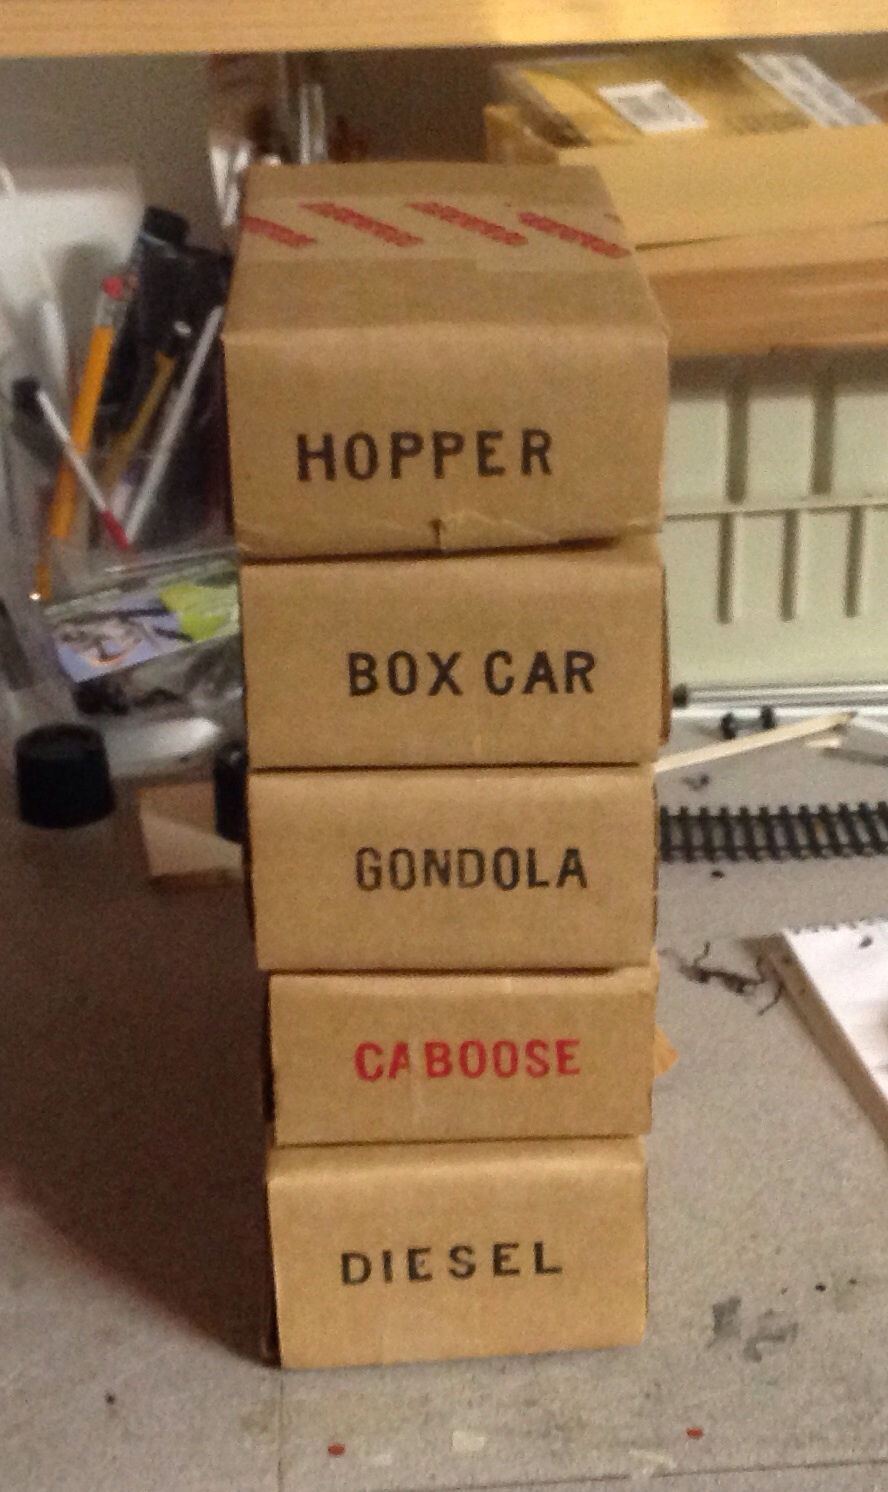 HOPPER
BOX CAR
GONDOLA
CABOOSE
DIESEL